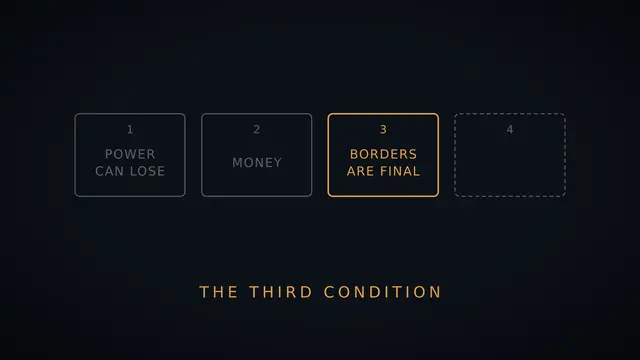 1
POWER
CAN LOSE
2
MONEY
3
BORDERS
ARE FINAL
4
THE THIRD CONDITION